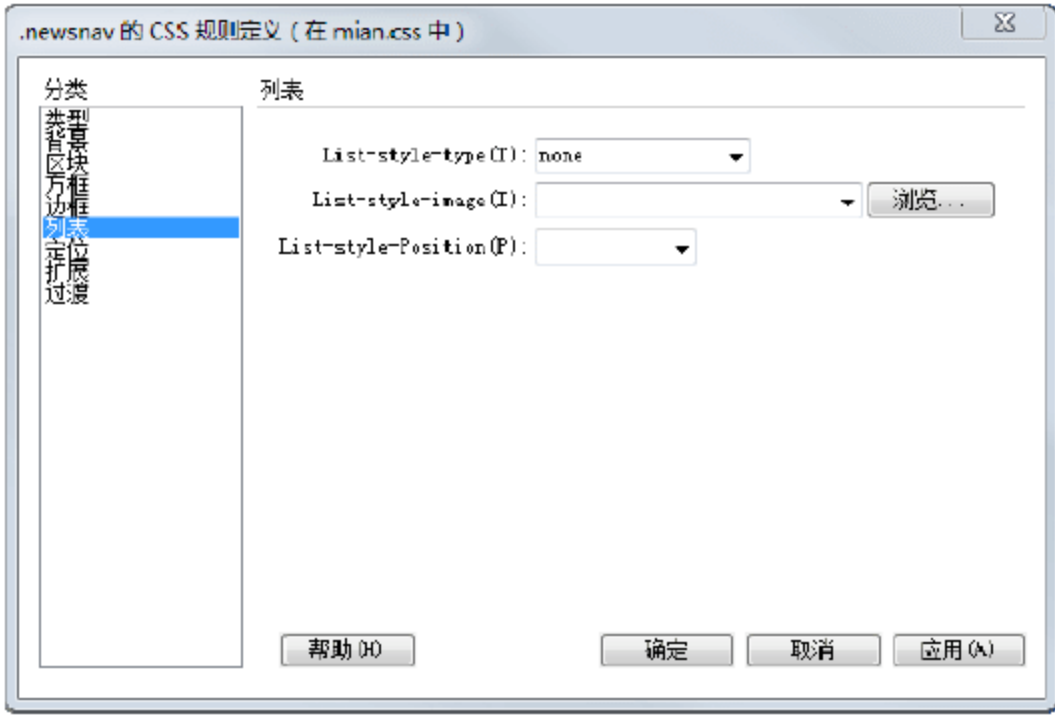 .newsnav 的 CSS 规则定义（在 mian.css 中）
分类
类型
背景
区块
方框
边框
列表
定位
扩展
过渡
列表
List-style-type(T): none
List-style-image(I):
浏览...
List-style-Position(P):
帮助(H)
确定
取消
应用(A)